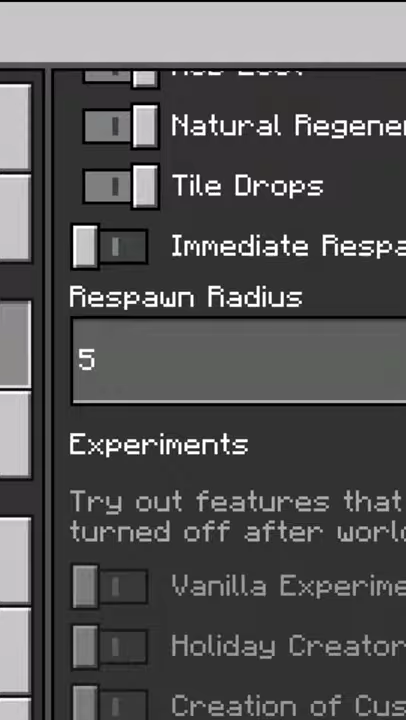 Natural Regener
Tile Drops
Immediate Respa
Respawn Radius
5
Experiments
Try out features that
turned off after worl
Vanilla Experime
Holiday Creator
Creation of Cus